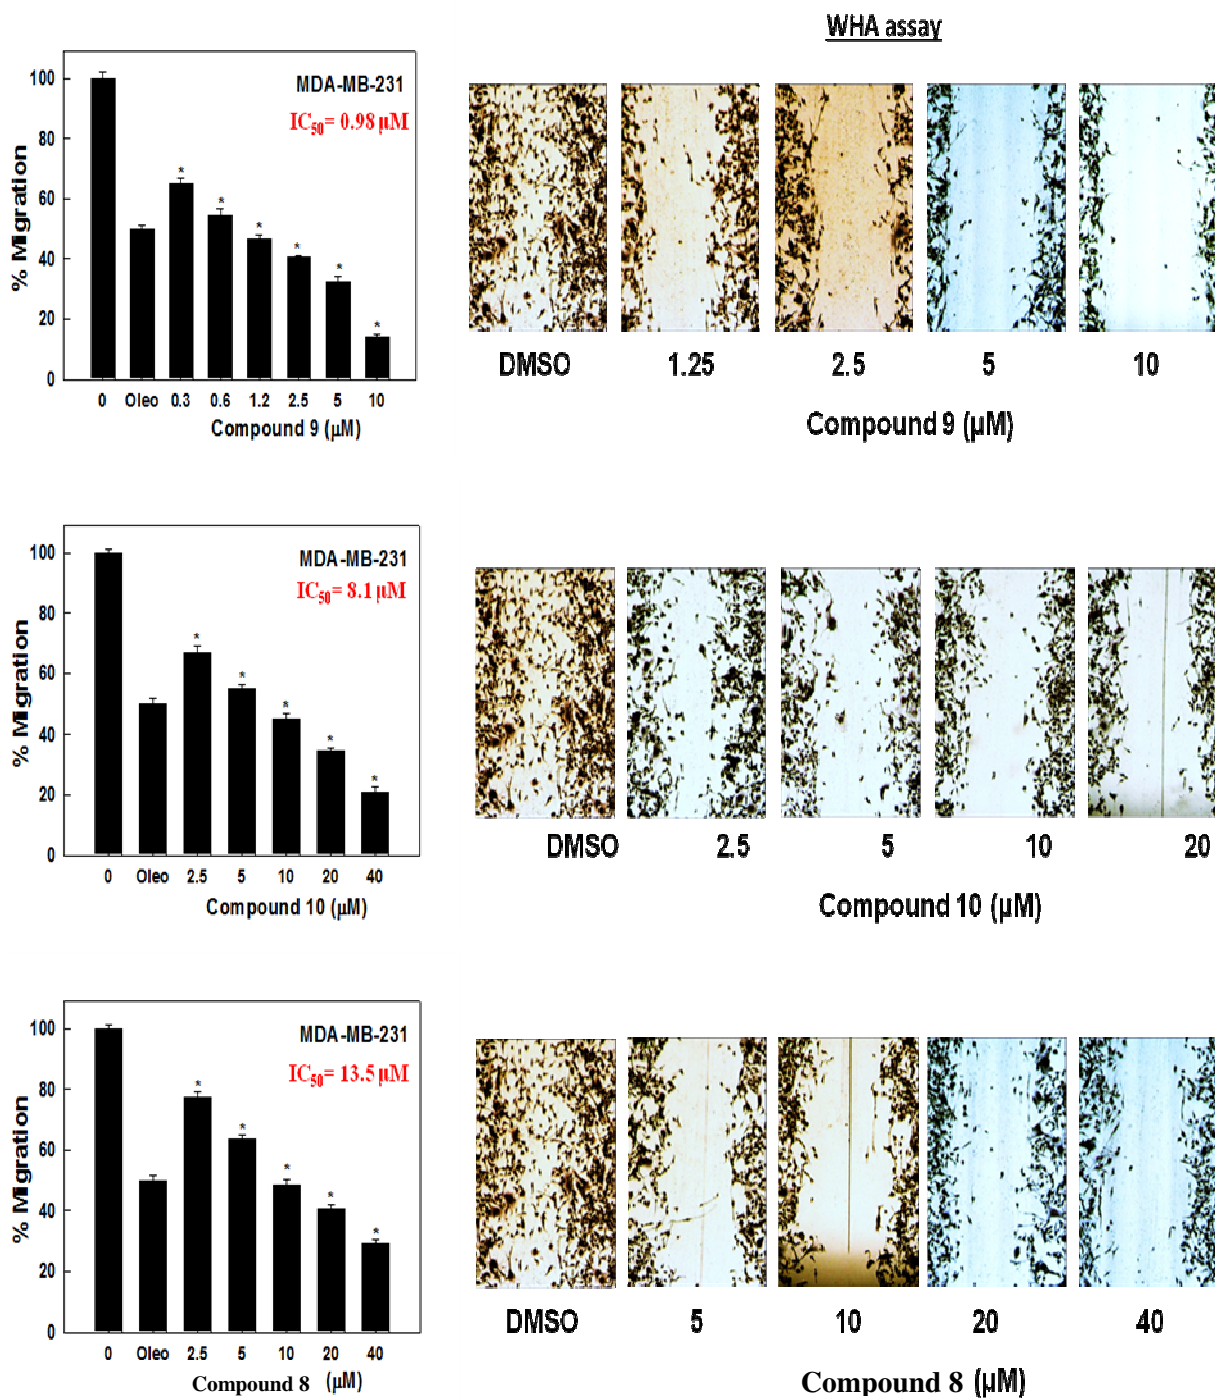 WHA assay
100
80
60
40
20
0
% Migration
MDA-MB-231
IC50= 0.98 μM
*
*
*
*
*
*
0 Oleo 0.3 0.6 1.2 2.5 5 10
Compound 9 (μM)
DMSO 1.25 2.5 5 10
Compound 9 (μM)
100
80
60
40
20
0
% Migration
MDA-MB-231
IC50= 8.1 μM
*
*
*
*
*
0 Oleo 2.5 5 10 20 40
Compound 10 (μM)
DMSO 2.5 5 10 20
Compound 10 (μM)
100
80
60
40
20
0
% Migration
MDA-MB-231
IC50= 13.5 μM
*
*
*
*
*
0 Oleo 2.5 5 10 20 40
Compound 8 (μM)
DMSO 5 10 20 40
Compound 8 (μM)